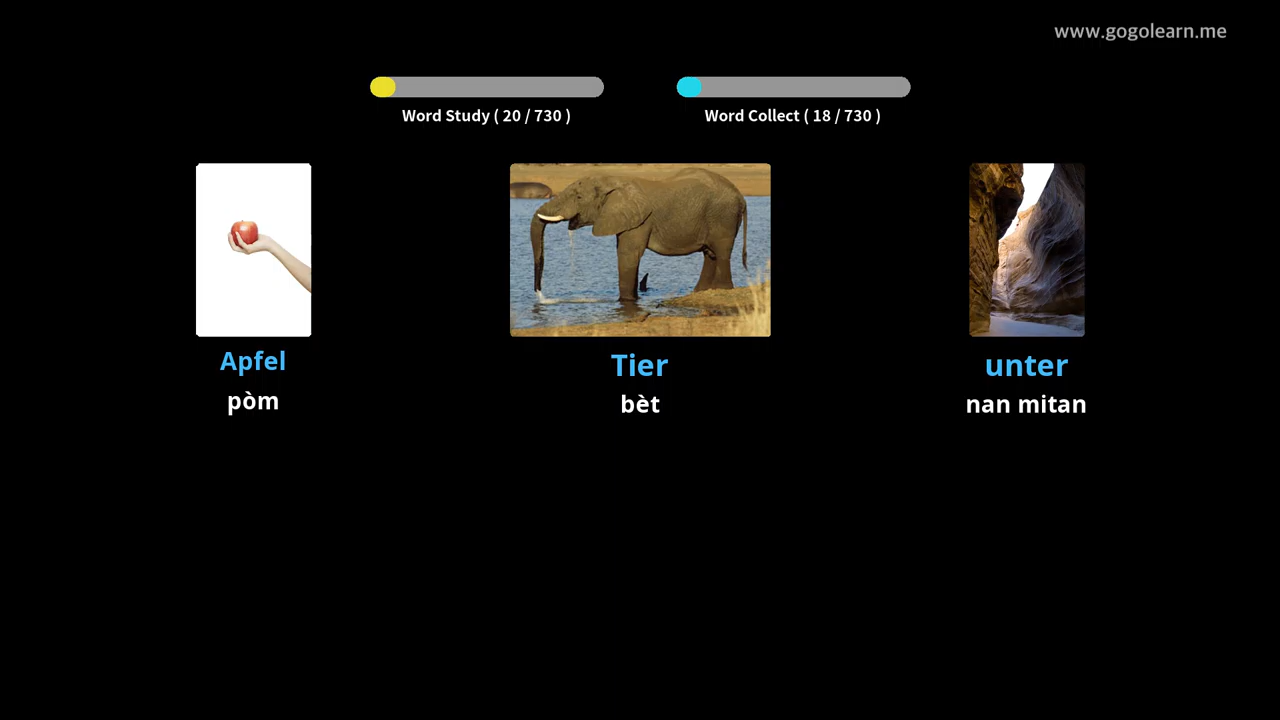 www.gogolearn.me
Word Study ( 20 / 730 )
Word Collect ( 18 / 730 )
Apfel
pòm
Tier
bèt
unter
nan mitan